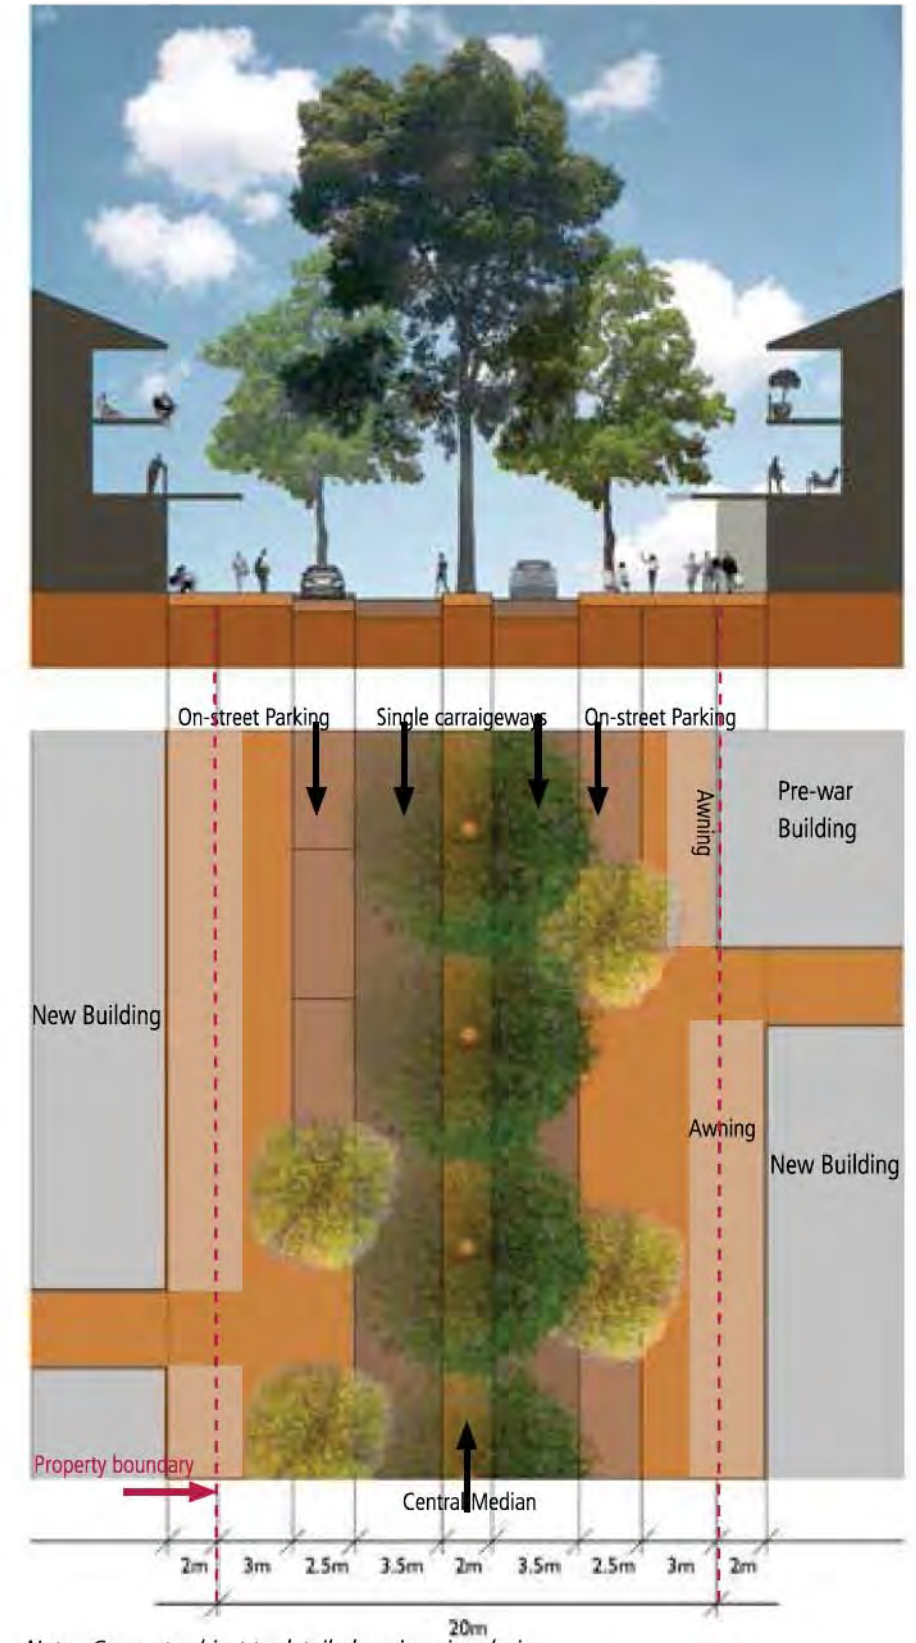 On-street Parking
Single carraigeways
On-street Parking
Awning
Pre-war
Building
New Building
Awning
New Building
Property boundary
Central Median
2m 3m 2.5m 3.5m 2m 3.5m 2.5m 3m 2m
20m